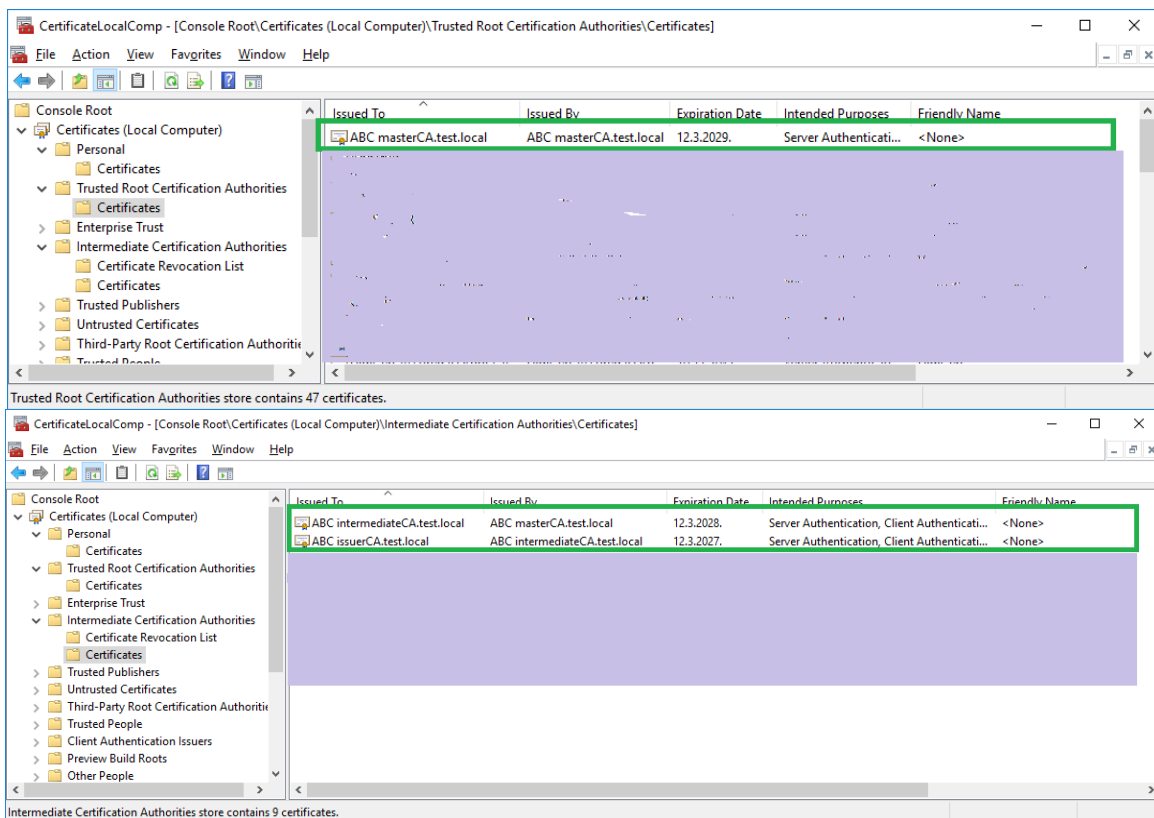 CertificateLocalComp - [Console Root\Certificates (Local Computer)\Trusted Root Certification Authorities\Certificates]
File Action View Favorites Window Help
Console Root
Certificates (Local Computer)
Personal
Certificates
Trusted Root Certification Authorities
Certificates
Enterprise Trust
Intermediate Certification Authorities
Certificate Revocation List
Certificates
Trusted Publishers
Untrusted Certificates
Third-Party Root Certification Authoritie
Trusted People
Issued To Issued By Expiration Date Intended Purposes Friendly Name
ABC masterCA.test.local ABC masterCA.test.local 12.3.2029. Server Authenticati... <None>
Trusted Root Certification Authorities store contains 47 certificates.
CertificateLocalComp - [Console Root\Certificates (Local Computer)\Intermediate Certification Authorities\Certificates]
File Action View Favorites Window Help
Console Root
Certificates (Local Computer)
Personal
Certificates
Trusted Root Certification Authorities
Certificates
Enterprise Trust
Intermediate Certification Authorities
Certificate Revocation List
Certificates
Trusted Publishers
Untrusted Certificates
Third-Party Root Certification Authoritie
Trusted People
Client Authentication Issuers
Preview Build Roots
Other People
Issued To Issued By Expiration Date Intended Purposes Friendly Name
ABC intermediateCA.test.local ABC masterCA.test.local 12.3.2028. Server Authentication, Client Authenticati... <None>
ABC issuerCA.test.local ABC intermediateCA.test.local 12.3.2027. Server Authentication, Client Authenticati... <None>
Intermediate Certification Authorities store contains 9 certificates.